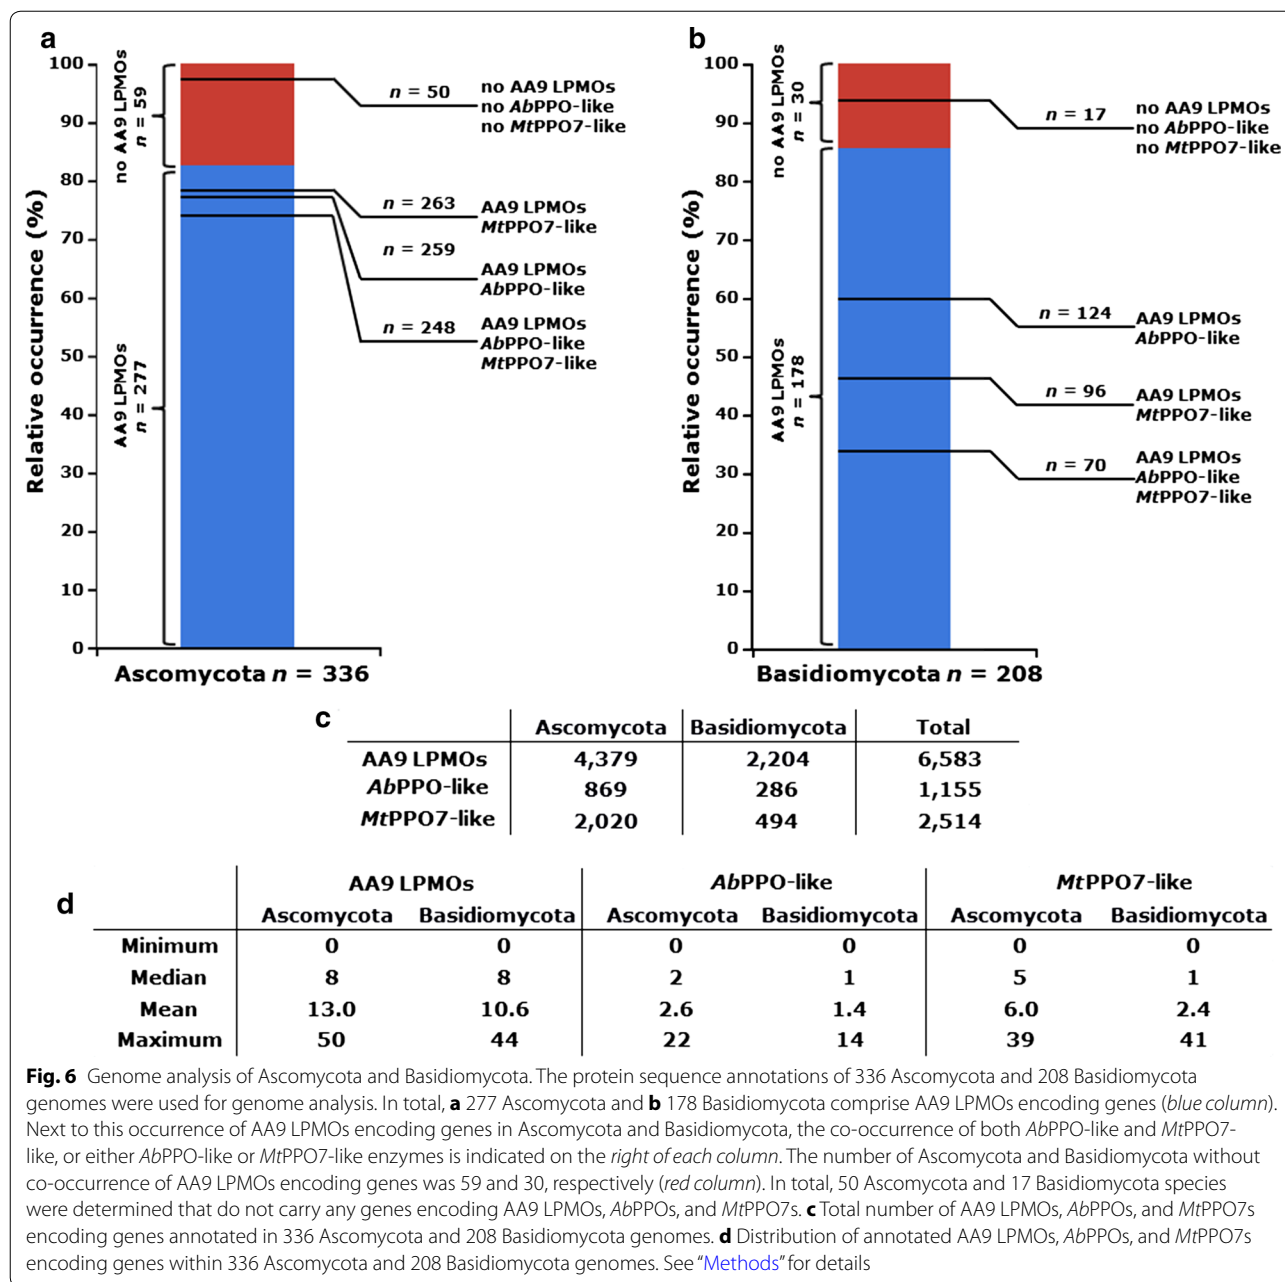 a
100
90
80
70
60
50
40
30
20
10
0
Relative occurrence (%)
no AA9 LPMOs
n = 59
AA9 LPMOs
n = 277
n = 50
no AA9 LPMOs
no AbPPO-like
no MtPPO7-like
n = 263
AA9 LPMOs
MtPPO7-like
n = 259
AA9 LPMOs
AbPPO-like
n = 248
AA9 LPMOs
AbPPO-like
MtPPO7-like
Ascomycota n = 336
b
100
90
80
70
60
50
40
30
20
10
0
Relative occurrence (%)
no AA9 LPMOs
n = 30
AA9 LPMOs
n = 178
n = 17
no AA9 LPMOs
no AbPPO-like
no MtPPO7-like
n = 124
AA9 LPMOs
AbPPO-like
n = 96
AA9 LPMOs
MtPPO7-like
n = 70
AA9 LPMOs
AbPPO-like
MtPPO7-like
Basidiomycota n = 208
c
Ascomycota Basidiomycota Total
AA9 LPMOs 4,379 2,204 6,583
AbPPO-like 869 286 1,155
MtPPO7-like 2,020 494 2,514
d
AA9 LPMOs AbPPO-like MtPPO7-like
Ascomycota Basidiomycota Ascomycota Basidiomycota Ascomycota Basidiomycota
Minimum 0 0 0 0 0 0
Median 8 8 2 1 5 1
Mean 13.0 10.6 2.6 1.4 6.0 2.4
Maximum 50 44 22 14 39 41
Fig. 6 Genome analysis of Ascomycota and Basidiomycota. The protein sequence annotations of 336 Ascomycota and 208 Basidiomycota
genomes were used for genome analysis. In total, a 277 Ascomycota and b 178 Basidiomycota comprise AA9 LPMOs encoding genes (blue column).
Next to this occurrence of AA9 LPMOs encoding genes in Ascomycota and Basidiomycota, the co-occurrence of both AbPPO-like and MtPPO7-
like, or either AbPPO-like or MtPPO7-like enzymes is indicated on the right of each column. The number of Ascomycota and Basidiomycota without
co-occurrence of AA9 LPMOs encoding genes was 59 and 30, respectively (red column). In total, 50 Ascomycota and 17 Basidiomycota species
were determined that do not carry any genes encoding AA9 LPMOs, AbPPOs, and MtPPO7s. c Total number of AA9 LPMOs, AbPPOs, and MtPPO7s
encoding genes annotated in 336 Ascomycota and 208 Basidiomycota genomes. d Distribution of annotated AA9 LPMOs, AbPPOs, and MtPPO7s
encoding genes within 336 Ascomycota and 208 Basidiomycota genomes. See “Methods” for details